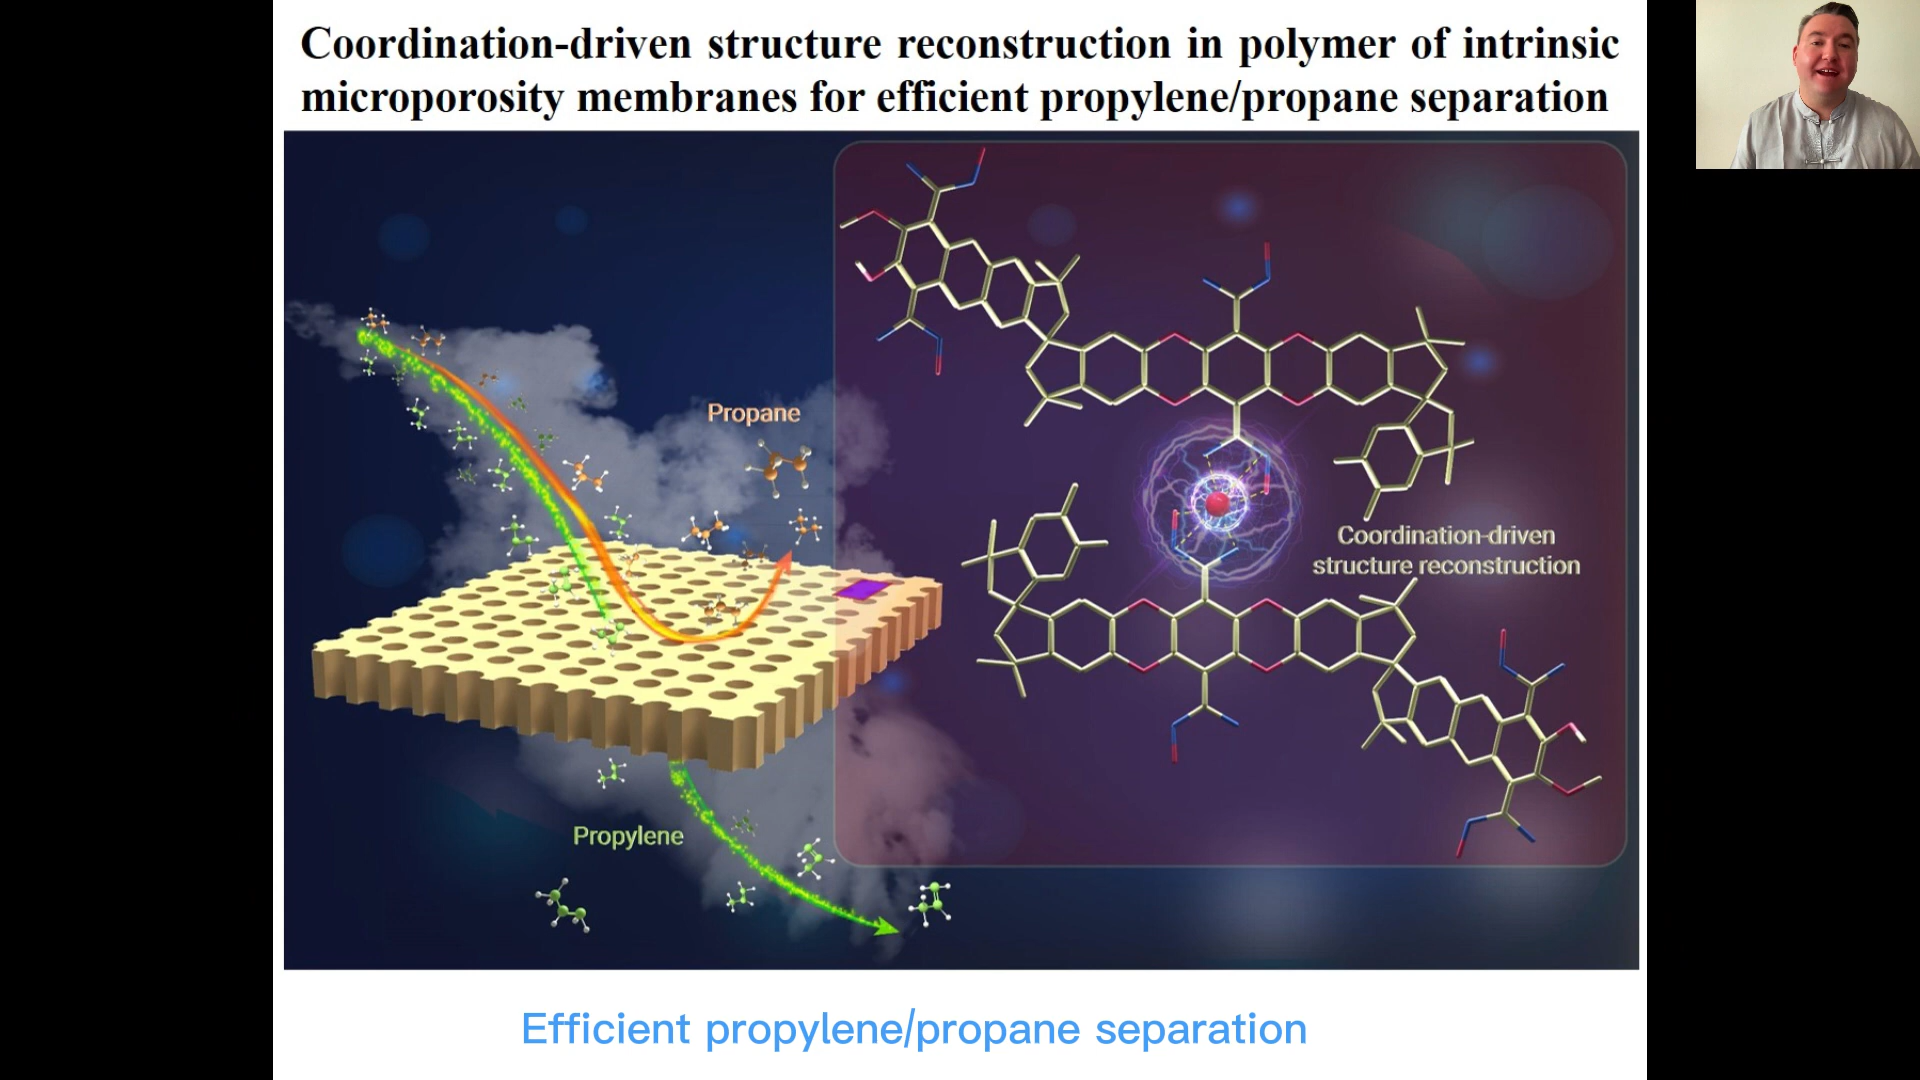 Coordination-driven structure reconstruction in polymer of intrinsic
microporosity membranes for efficient propylene/propane separation
Propane
Coordination-driven
structure reconstruction
Propylene
Efficient propylene/propane separation